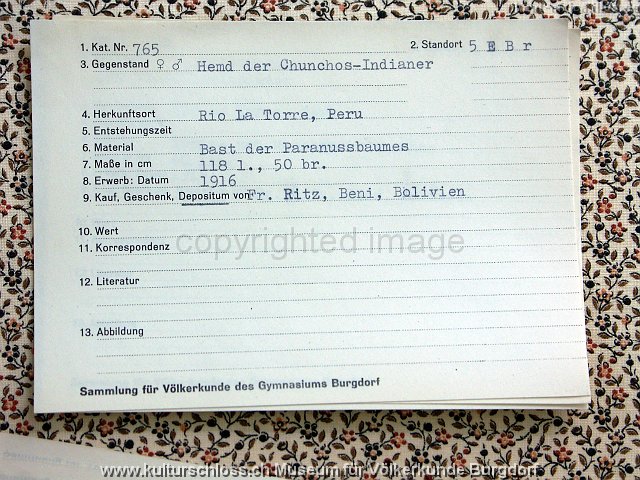 1. Kat. Nr. 765 2. Standort 5 E B r
3. Gegenstand ♀ ♂ Hemd der Chunchos-Indianer
4. Herkunftsort Rio La Torre, Peru
5. Entstehungszeit
6. Material Bast der Paranussbaumes
7. Maße in cm 118 l., 50 br.
8. Erwerb: Datum 1916
9. Kauf, Geschenk, Depositum von Fr. Ritz, Beni, Bolivien
10. Wert
copyrighted image
11. Korrespondenz
12. Literatur
13. Abbildung
Sammlung für Völkerkunde des Gymnasiums Burgdorf
www.kulturschloss.ch Museum für Völkerkunde Burgdorf